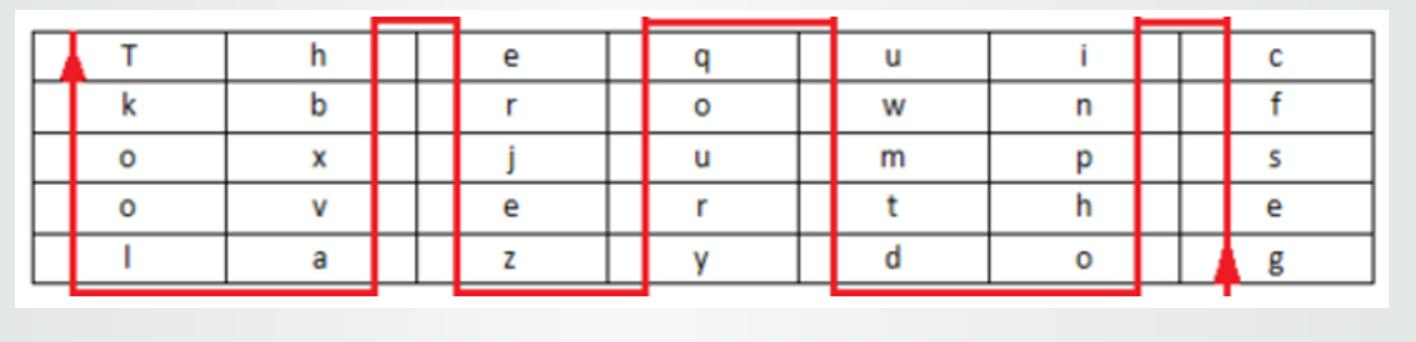 T h e q u i c
k b r o w n f
o x j u m p s
o v e r t h e
l a z y d o g